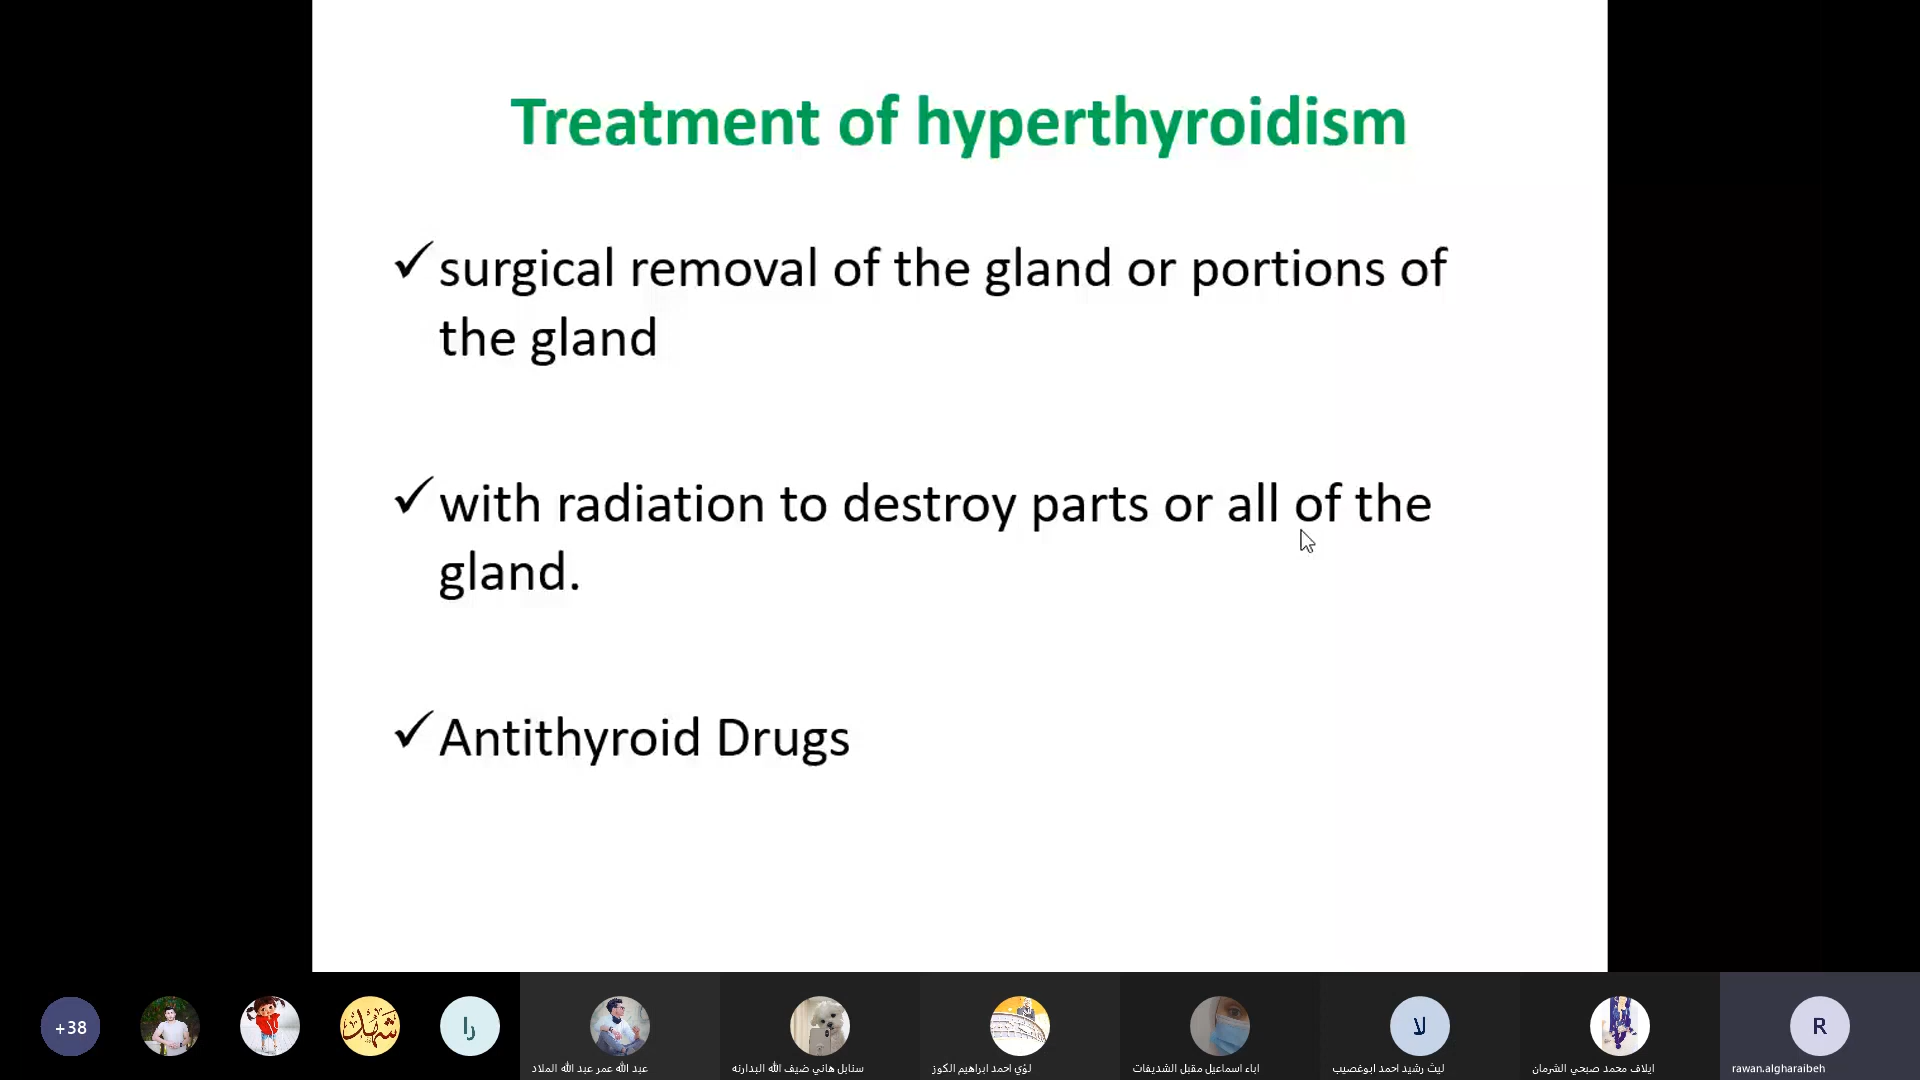 Treatment of hyperthyroidism
✓surgical removal of the gland or portions of
the gland
✓with radiation to destroy parts or all of the
gland.
✓Antithyroid Drugs
+38
شهد
را
لا
R
عبد الله عمر عبد الله الملاد
سنابل هاني ضيف الله البدارنه
لؤي احمد ابراهيم الكوز
اباء اسماعيل مقبل الشديفات
ليث رشيد احمد ابوغصيب
ايلاف محمد صبحي الشرمان
rawan.algharaibeh